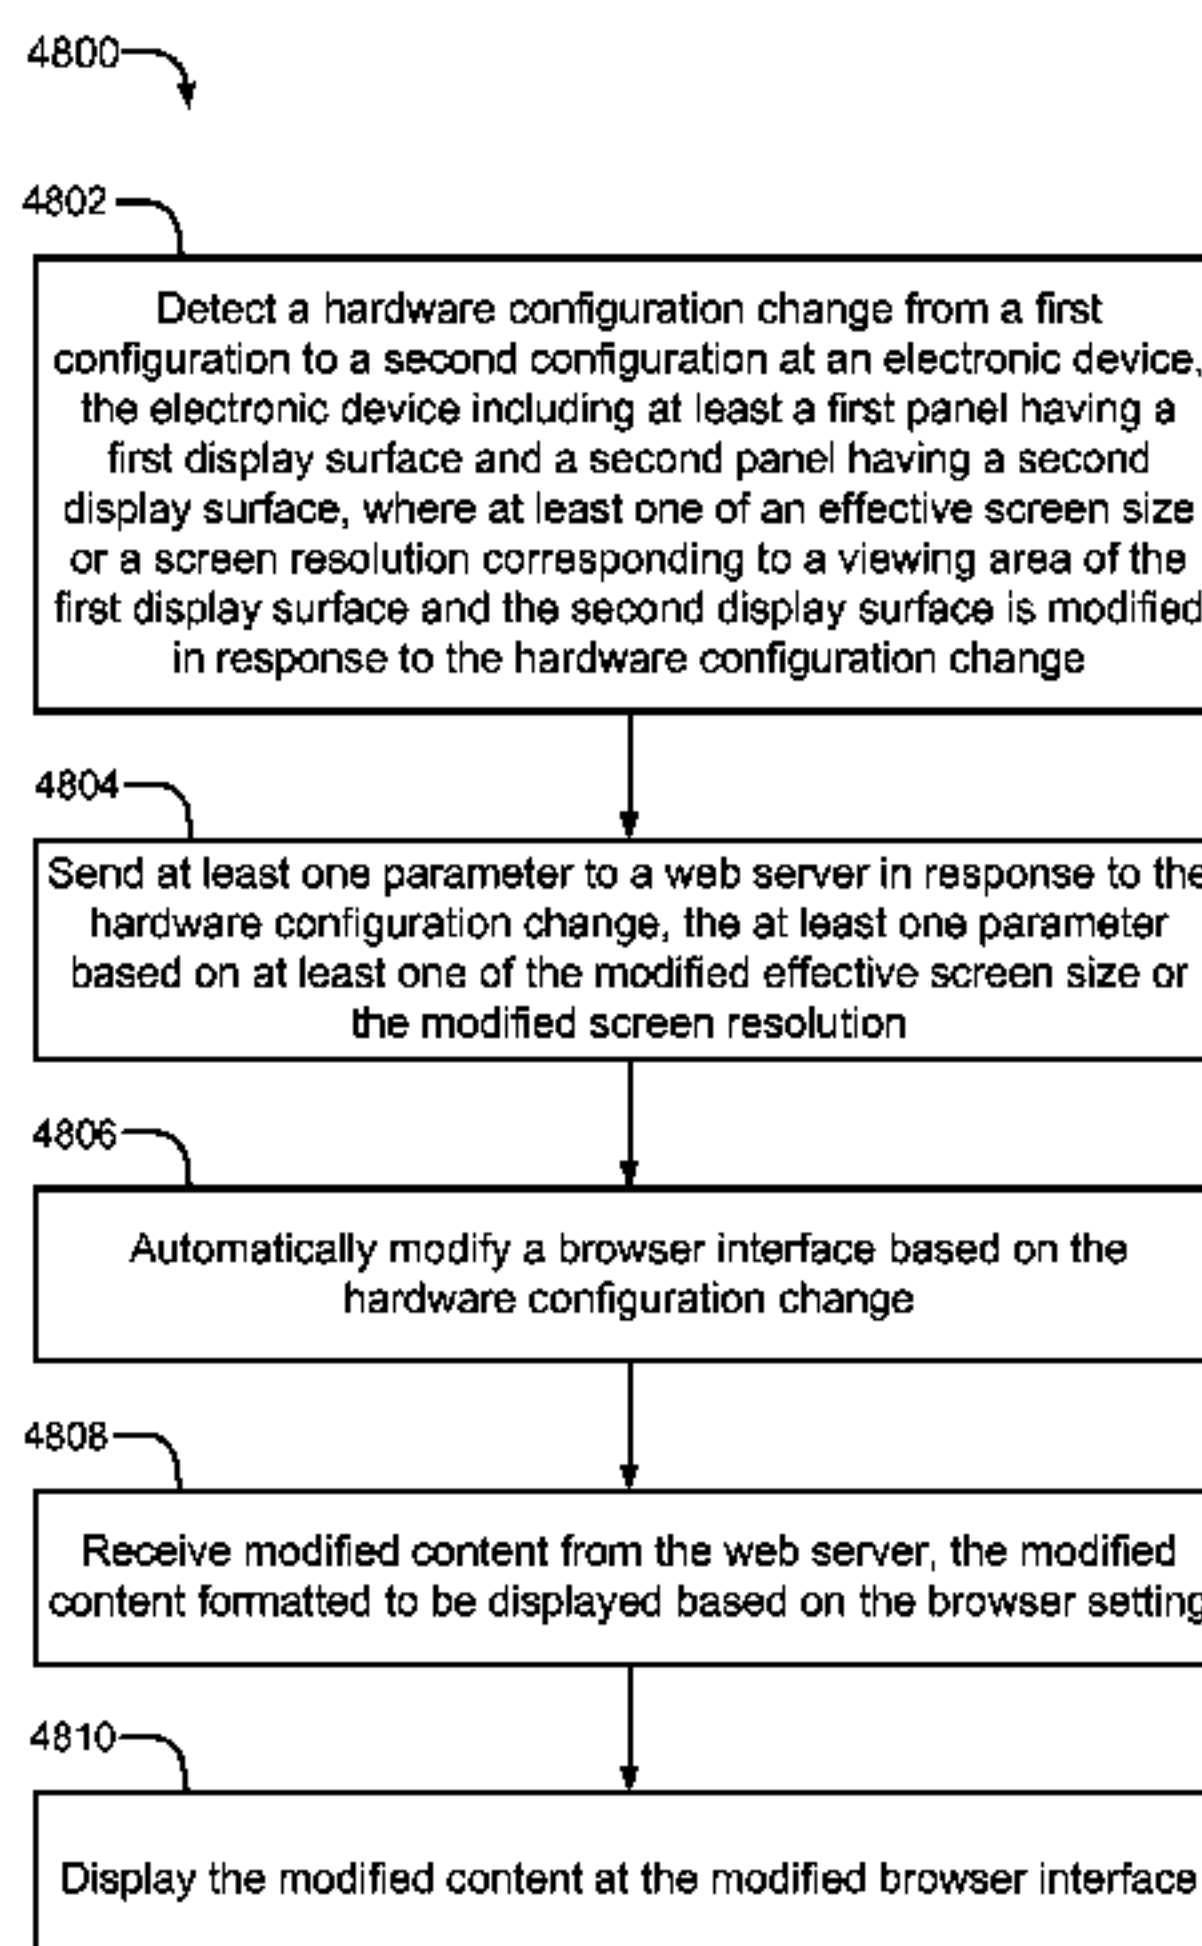 4800
4802
Detect a hardware configuration change from a first
configuration to a second configuration at an electronic device,
the electronic device including at least a first panel having a
first display surface and a second panel having a second
display surface, where at least one of an effective screen size
or a screen resolution corresponding to a viewing area of the
first display surface and the second display surface is modified
in response to the hardware configuration change
4804
Send at least one parameter to a web server in response to the
hardware configuration change, the at least one parameter
based on at least one of the modified effective screen size or
the modified screen resolution
4806
Automatically modify a browser interface based on the
hardware configuration change
4808
Receive modified content from the web server, the modified
content formatted to be displayed based on the browser setting
4810
Display the modified content at the modified browser interface